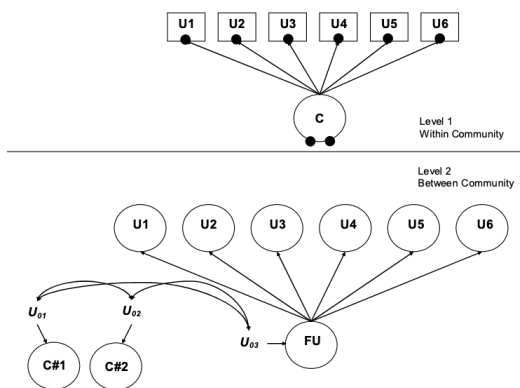 U1 U2 U3 U4 U5 U6
C
Level 1
Within Community
Level 2
Between Community
U1 U2 U3 U4 U5 U6
U01 U02
U03 FU
C#1 C#2